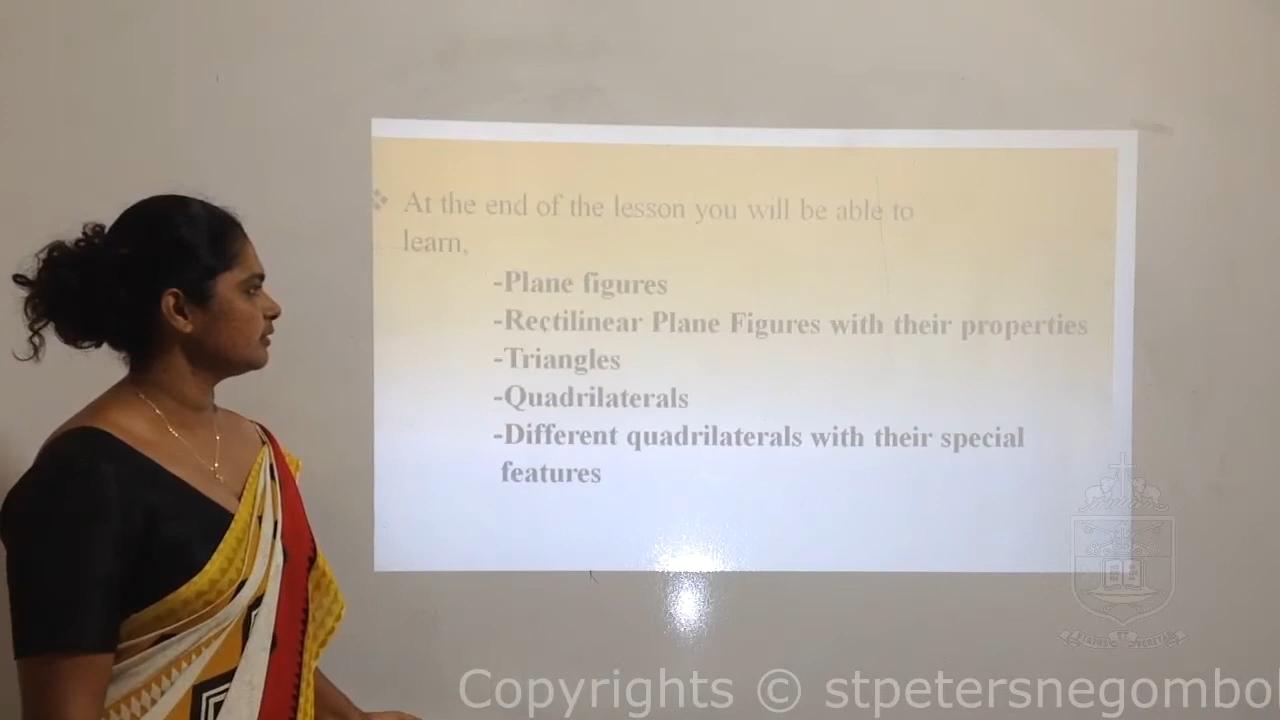 At the end of the lesson you will be able to
learn,
-Plane figures
-Rectilinear Plane Figures with their properties
-Triangles
-Quadrilaterals
-Different quadrilaterals with their special
features
Copyrights © stpetersnegombol